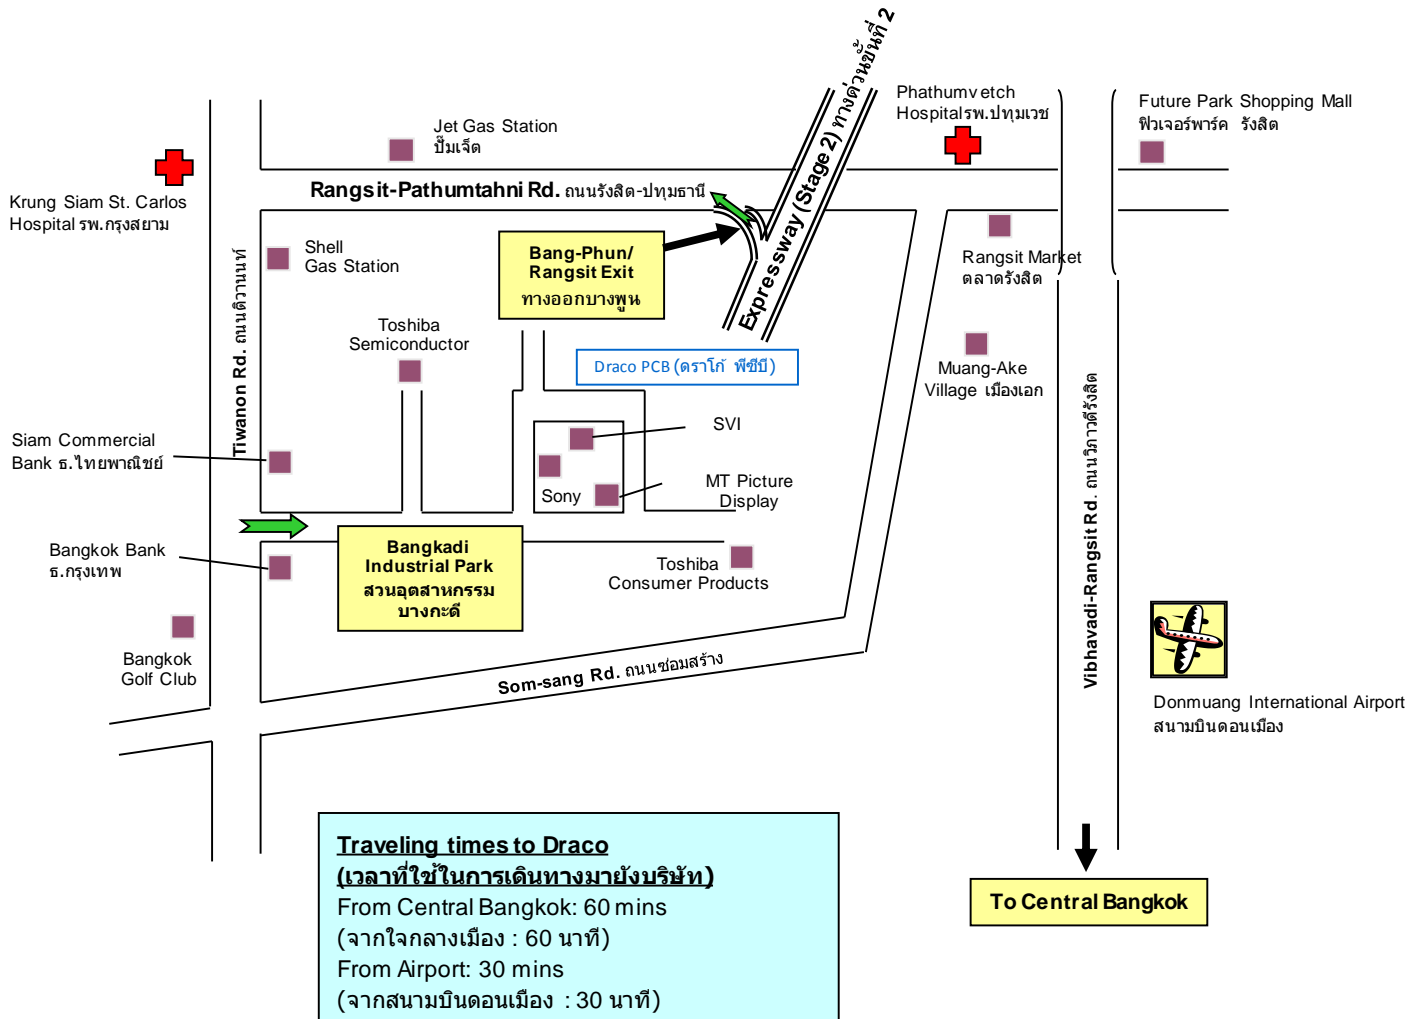 Expressway (Stage 2) ทางด่วนขั้นที่ 2
Phathumvetch
Hospitalรพ.ปทุมเวช
Future Park Shopping Mall
ฟิวเจอร์พาร์ค รังสิต
Jet Gas Station
ปั๊มเจ็ต
Krung Siam St. Carlos
Hospital รพ.กรุงสยาม
Rangsit-Pathumtahni Rd. ถนนรังสิต-ปทุมธานี
Shell
Gas Station
Bang-Phun/
Rangsit Exit
ทางออกบางพูน
Rangsit Market
ตลาดรังสิต
Tiwanon Rd. ถนนติวานนท์
Toshiba
Semiconductor
Draco PCB (ดราโก้ พีซีบี)
Muang-Ake
Village เมืองเอก
Vibhavadi-Rangsit Rd. ถนนวิภาวดีรังสิต
Siam Commercial
Bank ธ.ไทยพาณิชย์
SVI
Sony
MT Picture
Display
Bangkok Bank
ธ.กรุงเทพ
Bangkadi
Industrial Park
สวนอุตสาหกรรม
บางกะดี
Toshiba
Consumer Products
Bangkok
Golf Club
Som-sang Rd. ถนนซ่อมสร้าง
Donmuang International Airport
สนามบินดอนเมือง
Traveling times to Draco
(เวลาที่ใช้ในการเดินทางมายังบริษัท)
From Central Bangkok: 60 mins
(จากใจกลางเมือง : 60 นาที)
From Airport: 30 mins
(จากสนามบินดอนเมือง : 30 นาที)
To Central Bangkok